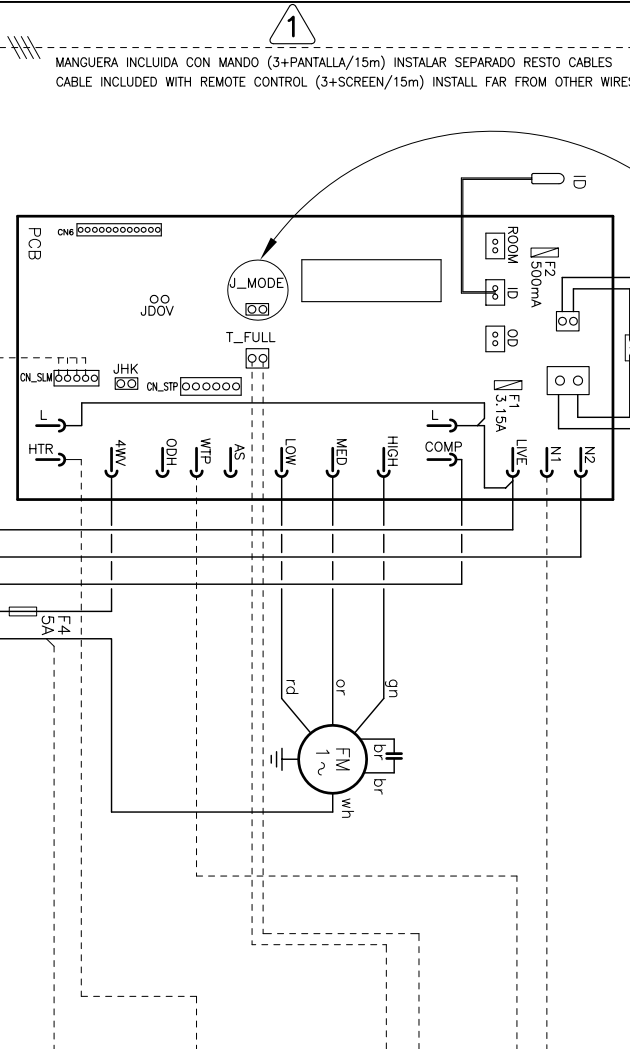 1
MANGUERA INCLUIDA CON MANDO (3+PANTALLA/15m) INSTALAR SEPARADO RESTO CABLES
CABLE INCLUDED WITH REMOTE CONTROL (3+SCREEN/15m) INSTALL FAR FROM OTHER WIRES
ID
PCB
CN6
ROOM
F2
500mA
J_MODE
ID
JDOV
T_FULL
OD
CN_SLM
JHK
CN_STP
F1
3.15A
L
L
HTR
4WV
ODH
WTP
AS
LOW
MED
HIGH
COMP
LIVE
N1
N2
F4
5A
rd
or
gn
FM
1 ~
br
br
wh